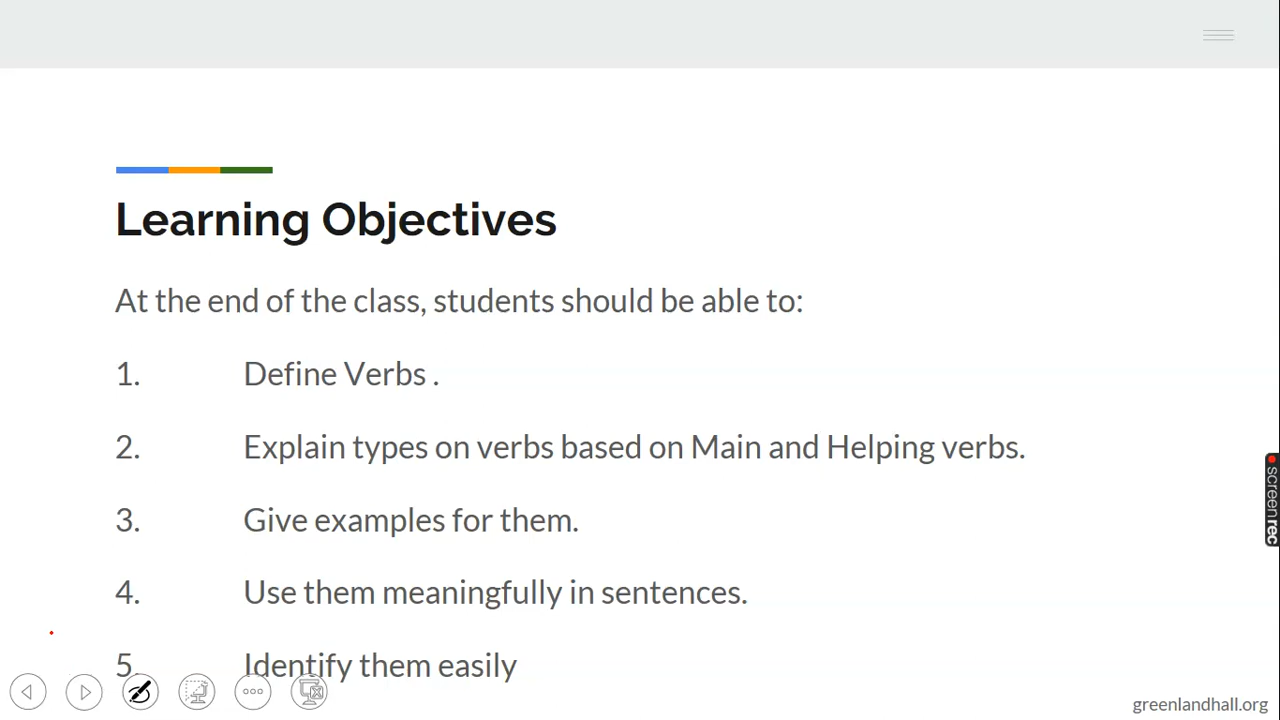 Learning Objectives
At the end of the class, students should be able to:
1. Define Verbs .
2. Explain types on verbs based on Main and Helping verbs.
3. Give examples for them.
4. Use them meaningfully in sentences.
5. Identify them easily
screenrec
greenlandhall.org